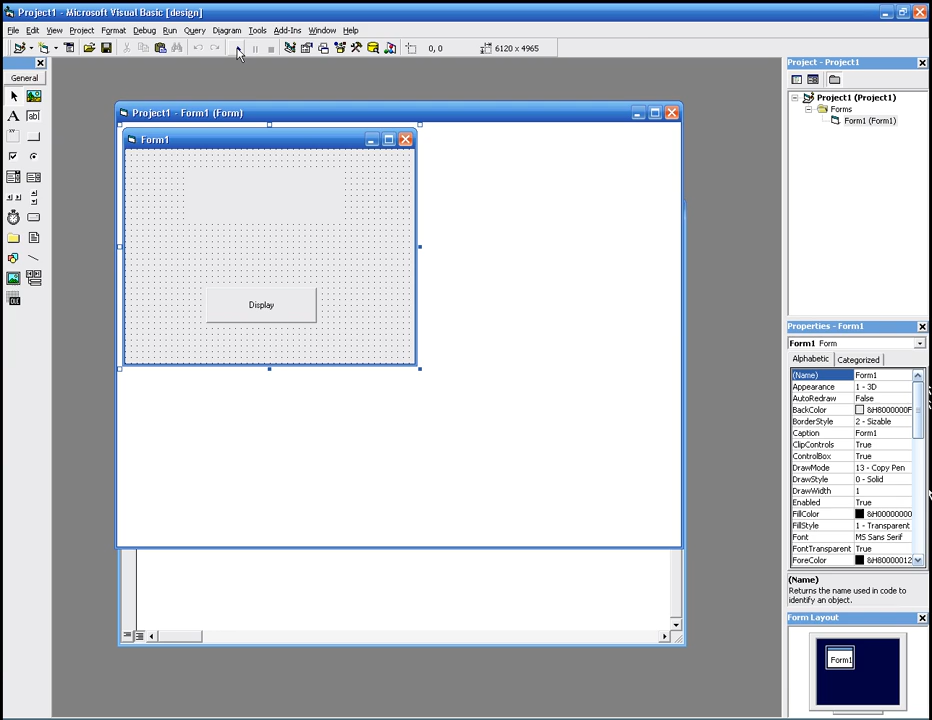 Project1 - Microsoft Visual Basic [design]
File Edit View Project Format Debug Run Query Diagram Tools Add-Ins Window Help
0, 0 6120 x 4965
General
A ab|
OLE
Project1 - Form1 (Form)
Form1
Display
Project - Project1
Project1 (Project1)
Forms
Form1 (Form1)
Properties - Form1
Form1 Form
Alphabetic Categorized
(Name) Form1
Appearance 1 - 3D
AutoRedraw False
BackColor &H8000000F
BorderStyle 2 - Sizable
Caption Form1
ClipControls True
ControlBox True
DrawMode 13 - Copy Pen
DrawStyle 0 - Solid
DrawWidth 1
Enabled True
FillColor &H00000000
FillStyle 1 - Transparent
Font MS Sans Serif
FontTransparent True
ForeColor &H80000012
(Name)
Returns the name used in code to
identify an object.
Form Layout
Form1